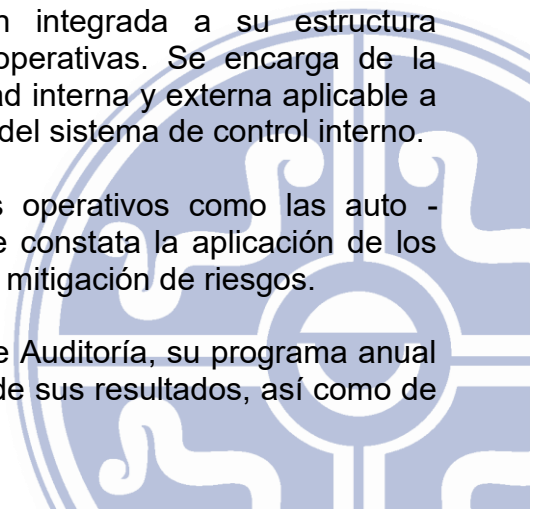 integrada a su estructura
operativas. Se encarga de la
interna y externa aplicable a
del sistema de control interno.
operativos como las auto -
constata la aplicación de los
mitigación de riesgos.
Auditoría, su programa anual
de sus resultados, así como de